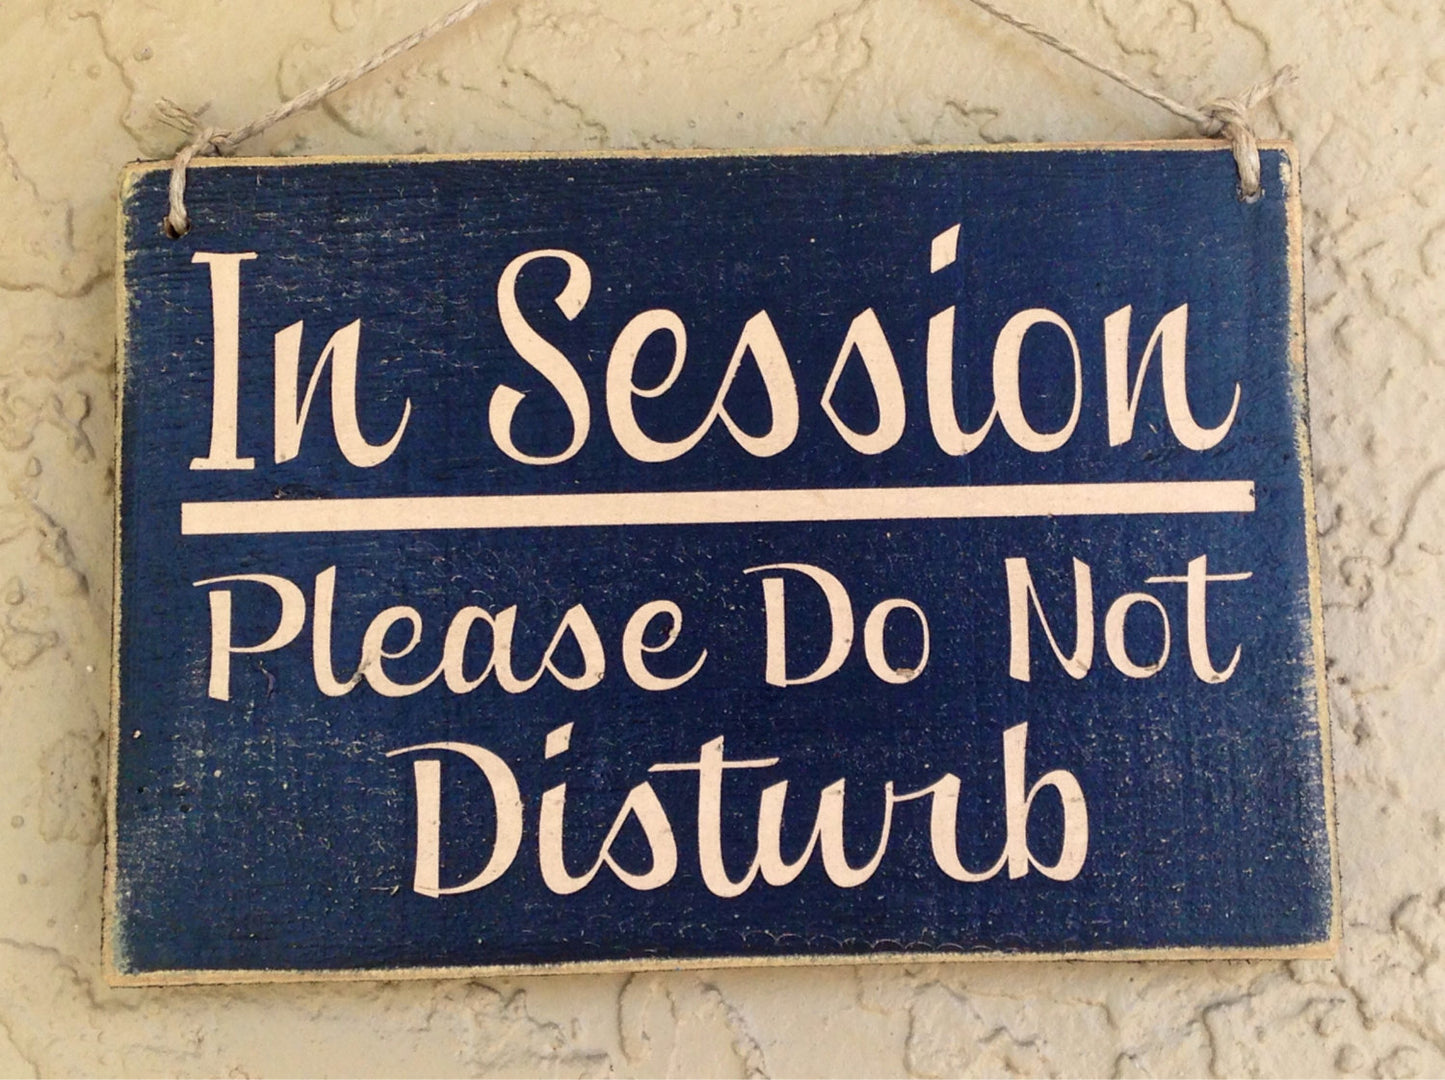 In Session
Please Do Not
Disturb